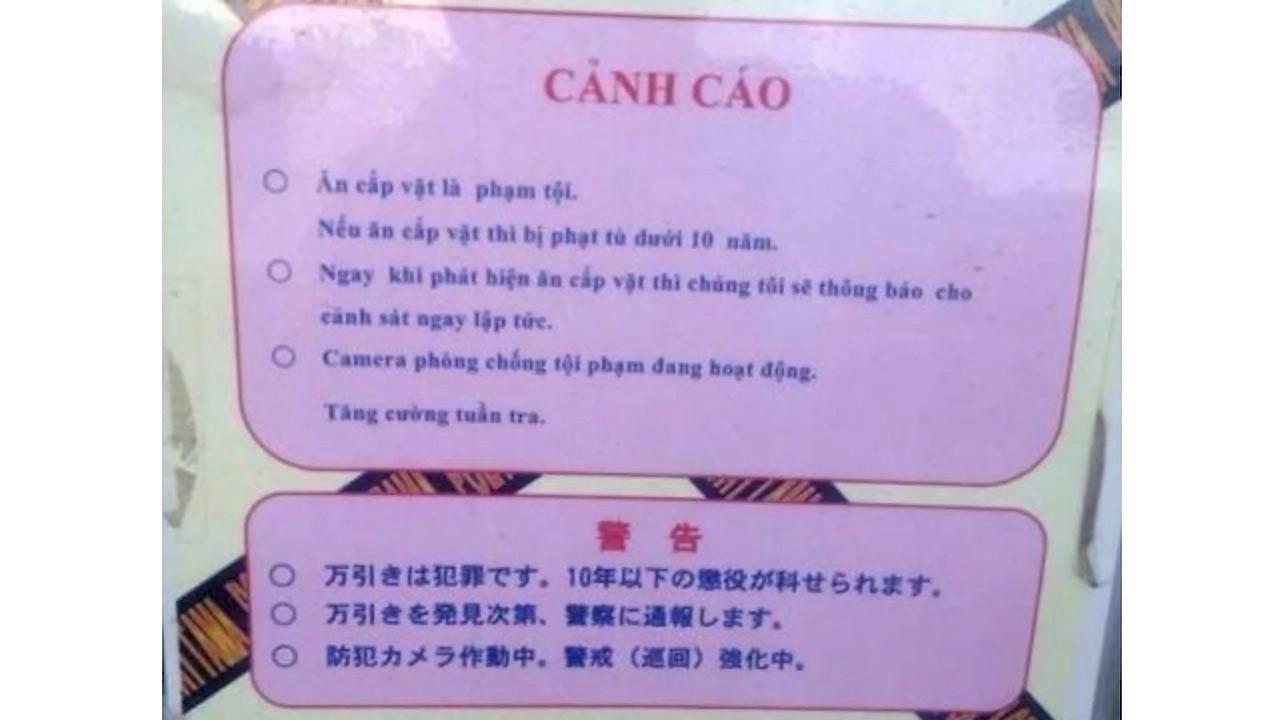 CẢNH CÁO
○ Ăn cắp vặt là phạm tội.
Nếu ăn cắp vặt thì bị phạt tù dưới 10 năm.
○ Ngay khi phát hiện ăn cắp vặt thì chúng tôi sẽ thông báo cho
cảnh sát ngay lập tức.
○ Camera phòng chống tội phạm đang hoạt động.
Tăng cường tuần tra.
警 告
○ 万引きは犯罪です。10年以下の懲役が科せられます。
○ 万引きを発見次第、警察に通報します。
○ 防犯カメラ作動中。警戒（巡回）強化中。